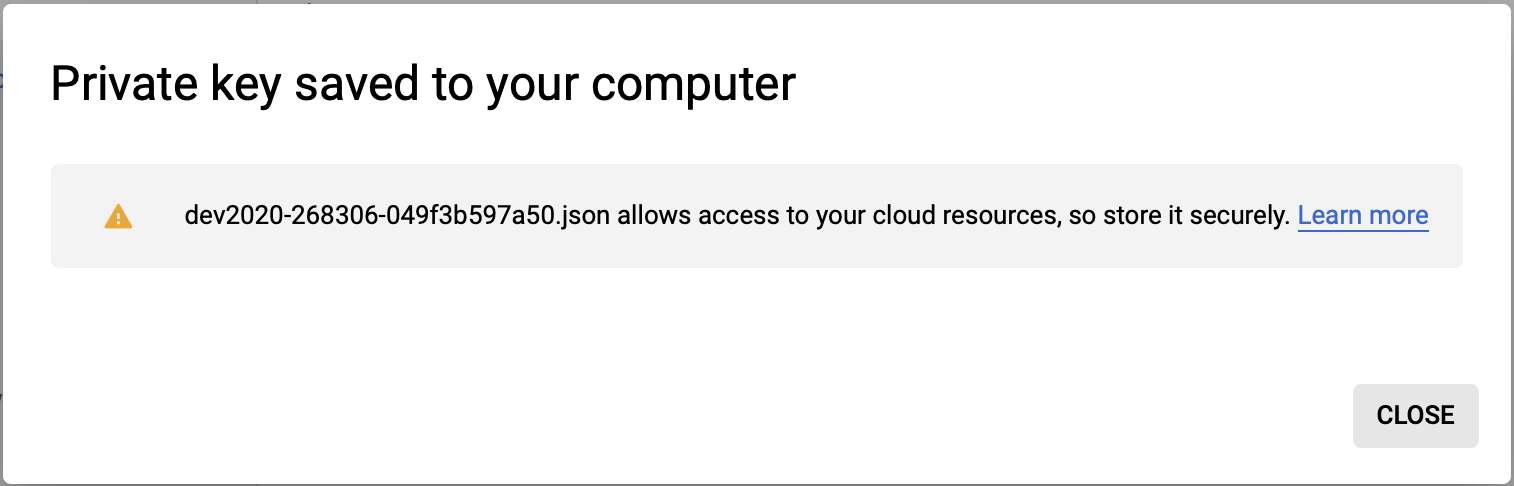 Private key saved to your computer
dev2020-268306-049f3b597a50.json allows access to your cloud resources, so store it securely. Learn more
CLOSE